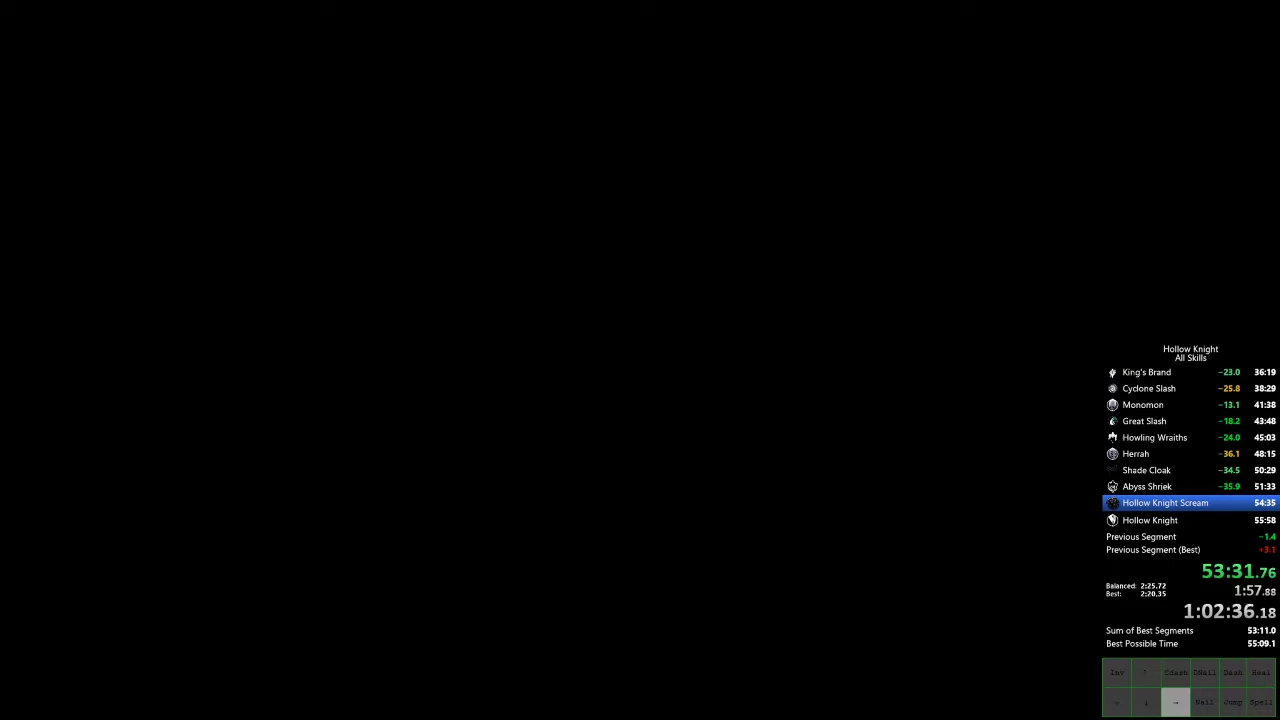 Hollow Knight
All Skills
King's Brand −23.0 36:19
Cyclone Slash −25.8 38:29
Monomon −13.1 41:38
Great Slash −18.2 43:48
Howling Wraiths −24.0 45:03
Herrah −36.1 48:15
Shade Cloak −34.5 50:29
Abyss Shriek −35.9 51:33
Hollow Knight Scream 54:35
Hollow Knight 55:58
Previous Segment −1.4
Previous Segment (Best) +3.1
53:31.76
Balanced: 2:25.72 1:57.88
Best: 2:20.35
1:02:36.18
Sum of Best Segments 53:11.0
Best Possible Time 55:09.1
Inv ↑ Cdash DNail Dash Heal
← ↓ → Nail Jump Spell